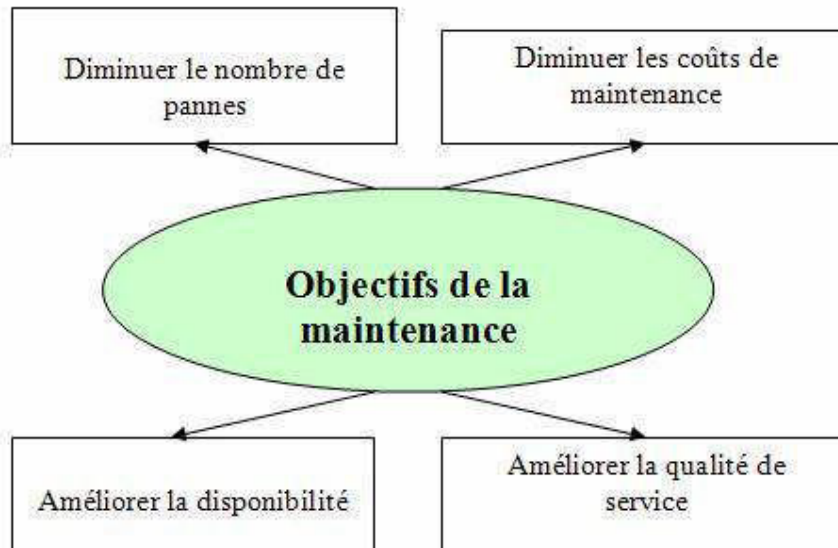 Diminuer le nombre de
pannes
Diminuer les coûts de
maintenance
Objectifs de la
maintenance
Améliorer la disponibilité
Améliorer la qualité de
service